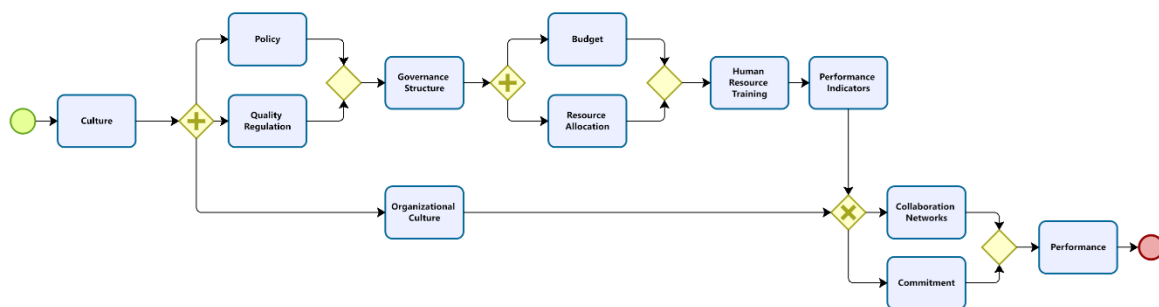 Culture
Policy
Quality
Regulation
Governance
Structure
Budget
Resource
Allocation
Human
Resource
Training
Performance
Indicators
Organizational
Culture
Collaboration
Networks
Commitment
Performance